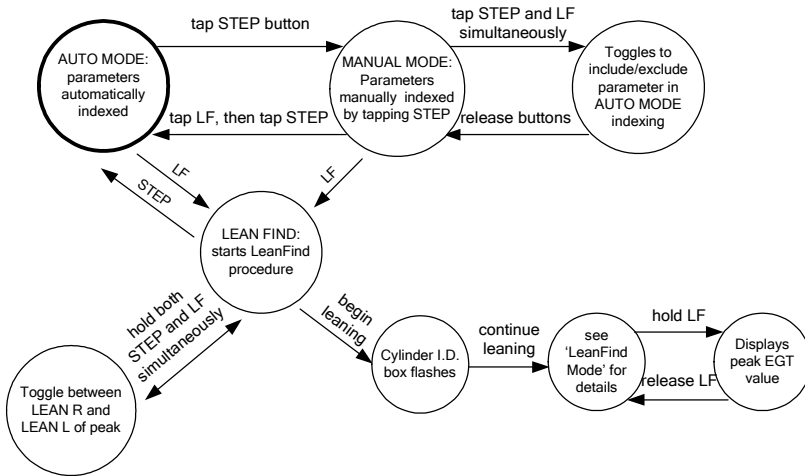 tap STEP button
tap STEP and LF
simultaneously
AUTO MODE:
parameters
automatically
indexed
MANUAL MODE:
Parameters
manually indexed
by tapping STEP
Toggles to
include/exclude
parameter in
AUTO MODE
indexing
tap LF, then tap STEP
release buttons
LF
STEP
LF
LEAN FIND:
starts LeanFind
procedure
hold both
STEP and LF
simultaneously
begin
leaning
Toggle between
LEAN R and
LEAN L of peak
Cylinder I.D.
box flashes
continue
leaning
see
'LeanFind
Mode' for
details
hold LF
release LF
Displays
peak EGT
value